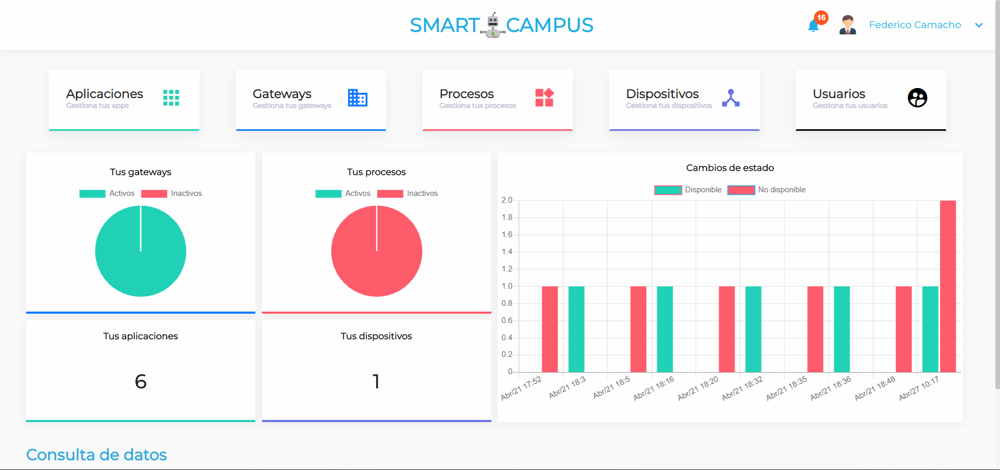 SMART CAMPUS
16
Federico Camacho
Aplicaciones
Gestiona tus apps
Gateways
Gestiona tus gateways
Procesos
Gestiona tus procesos
Dispositivos
Gestiona tus dispositivos
Usuarios
Gestiona tus usuarios
Tus gateways
Activos Inactivos
Tus procesos
Activos Inactivos
Cambios de estado
Disponible No disponible
2.0
1.8
1.6
1.4
1.2
1.0
0.8
0.6
0.4
0.2
0
Abr/21 17:52
Abr/21 18:3
Abr/21 18:5
Abr/21 18:16
Abr/21 18:20
Abr/21 18:32
Abr/21 18:35
Abr/21 18:36
Abr/21 18:48
Abr/27 10:17
Tus aplicaciones
6
Tus dispositivos
1
Consulta de datos